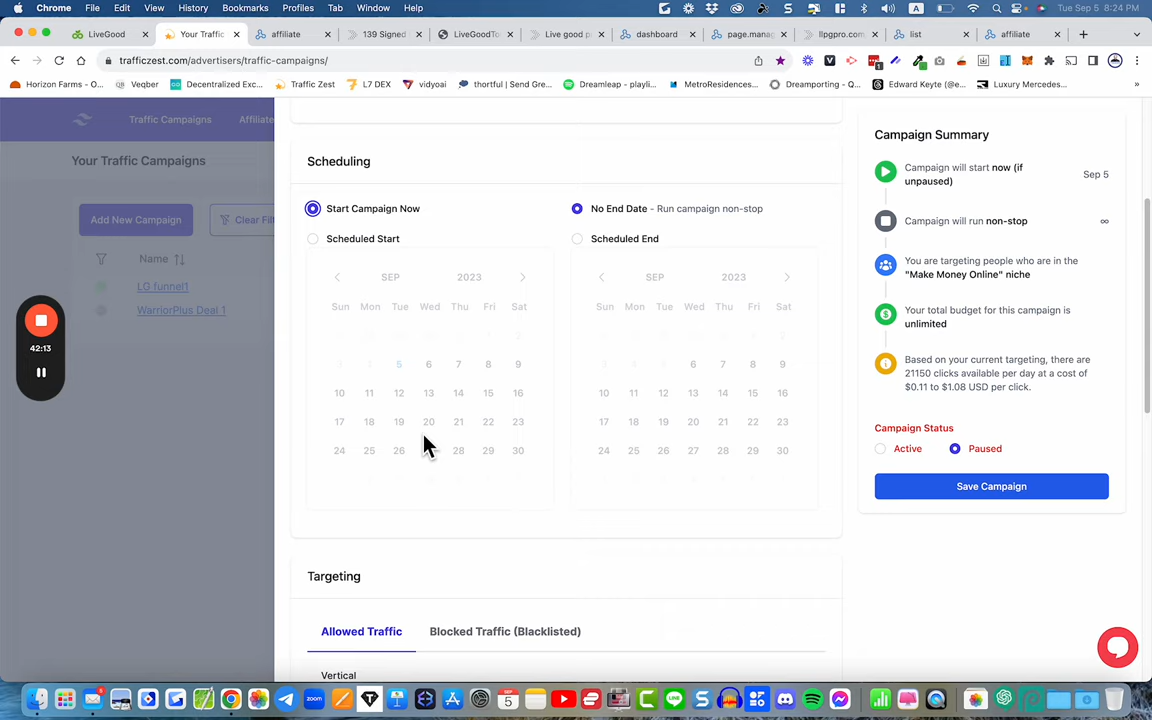 Chrome File Edit View History Bookmarks Profiles Tab Window Help Tue Sep 5 8:24 PM
LiveGood Your Traffic affiliate 139 Signed LiveGoodTo Live good p dashboard page.mana llpgpro.com list affiliate
trafficzest.com/advertisers/traffic-campaigns/
Horizon Farms - O... Veqber Decentralized Exc... Traffic Zest L7 DEX vidyoai thortful | Send Gre... Dreamleap - playli... MetroResidences... Dreamporting - Q... Edward Keyte (@e... Luxury Mercedes...
Traffic Campaigns Affiliate
Your Traffic Campaigns
Add New Campaign Clear Filt
Name
LG funnel1
WarriorPlus Deal 1
42:13
Scheduling
Start Campaign Now
Scheduled Start
SEP 2023
Sun Mon Tue Wed Thu Fri Sat
5 6 7 8 9
10 11 12 13 14 15 16
17 18 19 20 21 22 23
24 25 26 28 29 30
No End Date - Run campaign non-stop
Scheduled End
SEP 2023
Sun Mon Tue Wed Thu Fri Sat
6 7 8 9
10 11 12 13 14 15 16
17 18 19 20 21 22 23
24 25 26 27 28 29 30
Targeting
Allowed Traffic Blocked Traffic (Blacklisted)
Vertical
Campaign Summary
Campaign will start now (if
unpaused) Sep 5
Campaign will run non-stop ∞
You are targeting people who are in the
"Make Money Online" niche
Your total budget for this campaign is
unlimited
Based on your current targeting, there are
21150 clicks available per day at a cost of
$0.11 to $1.08 USD per click.
Campaign Status
Active Paused
Save Campaign